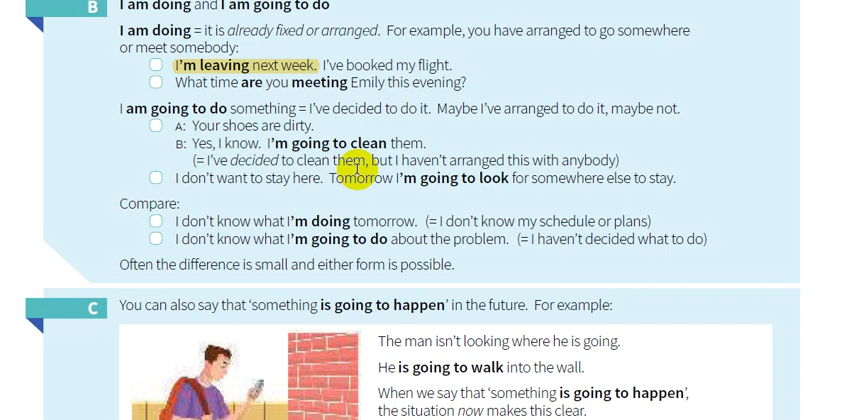 B
I am doing and I am going to do
I am doing = it is already fixed or arranged. For example, you have arranged to go somewhere
or meet somebody:
I'm leaving next week. I've booked my flight.
What time are you meeting Emily this evening?
I am going to do something = I've decided to do it. Maybe I've arranged to do it, maybe not.
A: Your shoes are dirty.
B: Yes, I know. I'm going to clean them.
(= I've decided to clean them, but I haven't arranged this with anybody)
I don't want to stay here. Tomorrow I'm going to look for somewhere else to stay.
Compare:
I don't know what I'm doing tomorrow. (= I don't know my schedule or plans)
I don't know what I'm going to do about the problem. (= I haven't decided what to do)
Often the difference is small and either form is possible.
C
You can also say that 'something is going to happen' in the future. For example:
The man isn't looking where he is going.
He is going to walk into the wall.
When we say that 'something is going to happen',
the situation now makes this clear.